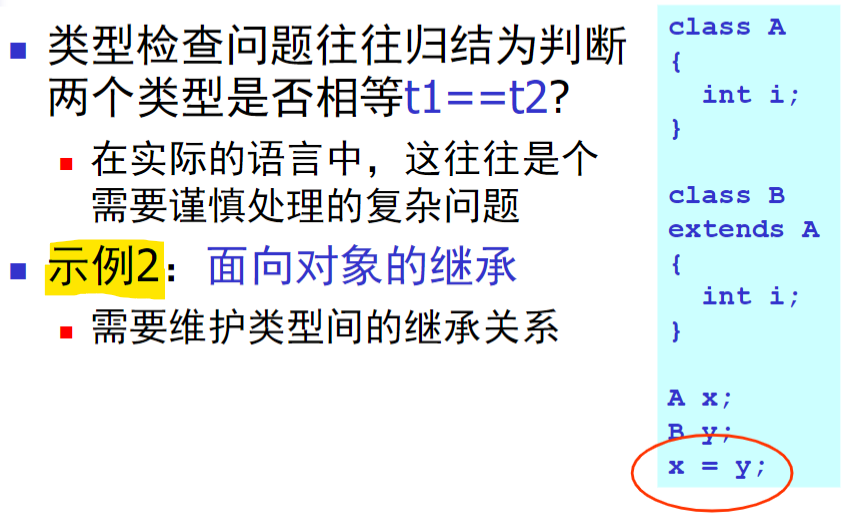 类型检查问题往往归结为判断
两个类型是否相等t1==t2?
在实际的语言中，这往往是个
需要谨慎处理的复杂问题
示例2：面向对象的继承
需要维护类型间的继承关系
class A
{
  int i;
}
class B
extends A
{
  int i;
}
A x;
B y;
x = y;